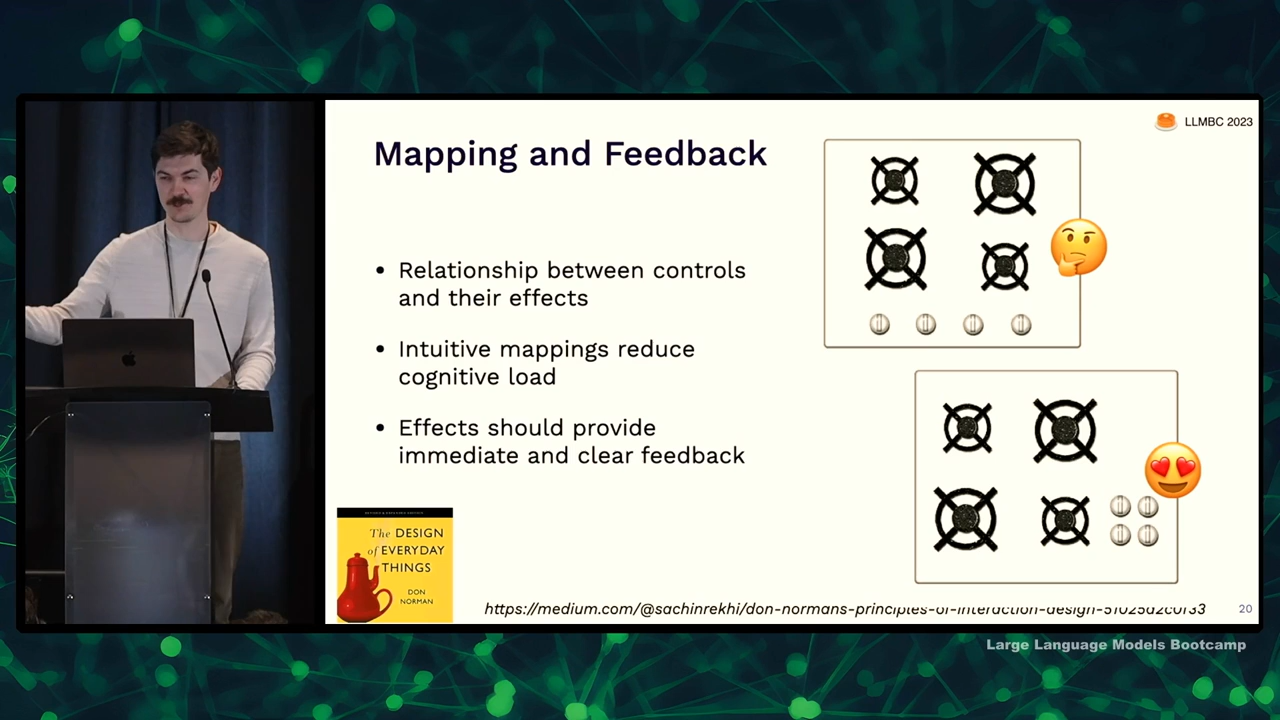 LLMBC 2023
Mapping and Feedback
• Relationship between controls
and their effects
• Intuitive mappings reduce
cognitive load
• Effects should provide
immediate and clear feedback
The DESIGN
of EVERYDAY
THINGS
DON
NORMAN
20
Large Language Models Bootcamp